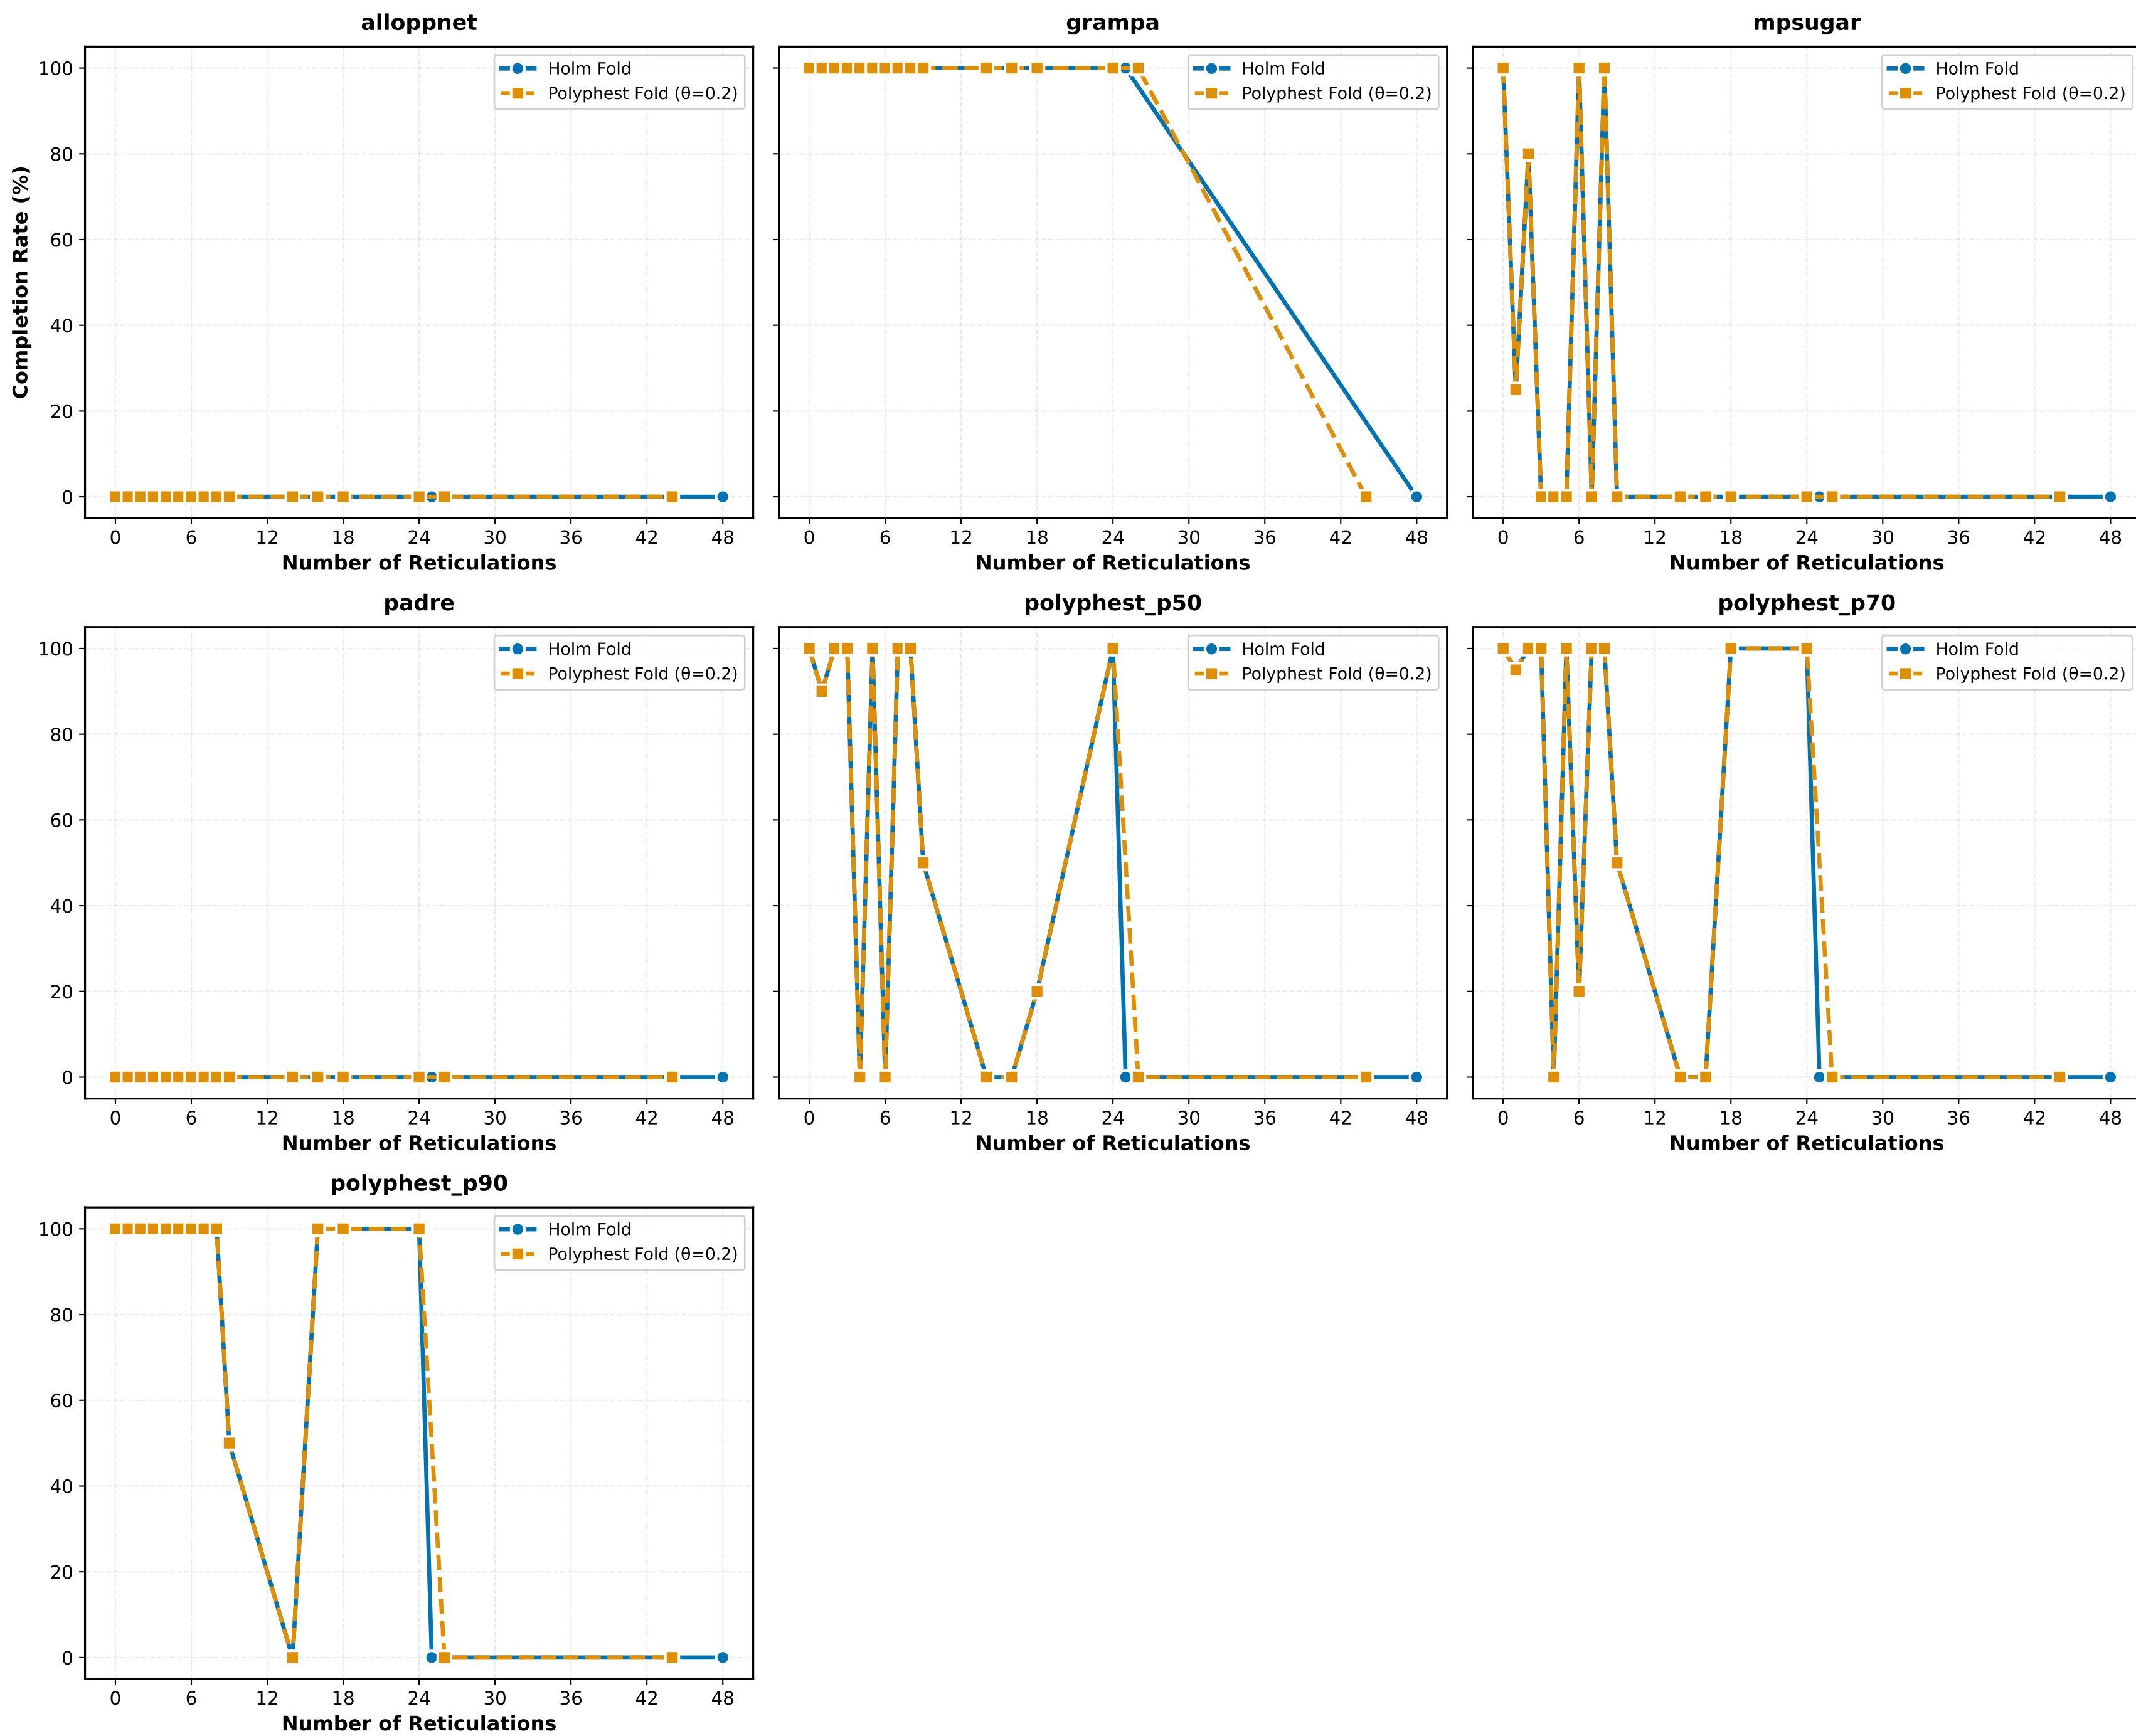 alloppnet
grampa
mpsugar
Completion Rate (%)
100
80
60
40
20
0
Holm Fold
Polyphest Fold (θ=0.2)
0 6 12 18 24 30 36 42 48
Number of Reticulations
Holm Fold
Polyphest Fold (θ=0.2)
0 6 12 18 24 30 36 42 48
Number of Reticulations
Holm Fold
Polyphest Fold (θ=0.2)
0 6 12 18 24 30 36 42 48
Number of Reticulations
padre
polyphest_p50
polyphest_p70
100
80
60
40
20
0
Holm Fold
Polyphest Fold (θ=0.2)
0 6 12 18 24 30 36 42 48
Number of Reticulations
Holm Fold
Polyphest Fold (θ=0.2)
0 6 12 18 24 30 36 42 48
Number of Reticulations
Holm Fold
Polyphest Fold (θ=0.2)
0 6 12 18 24 30 36 42 48
Number of Reticulations
polyphest_p90
100
80
60
40
20
0
Holm Fold
Polyphest Fold (θ=0.2)
0 6 12 18 24 30 36 42 48
Number of Reticulations